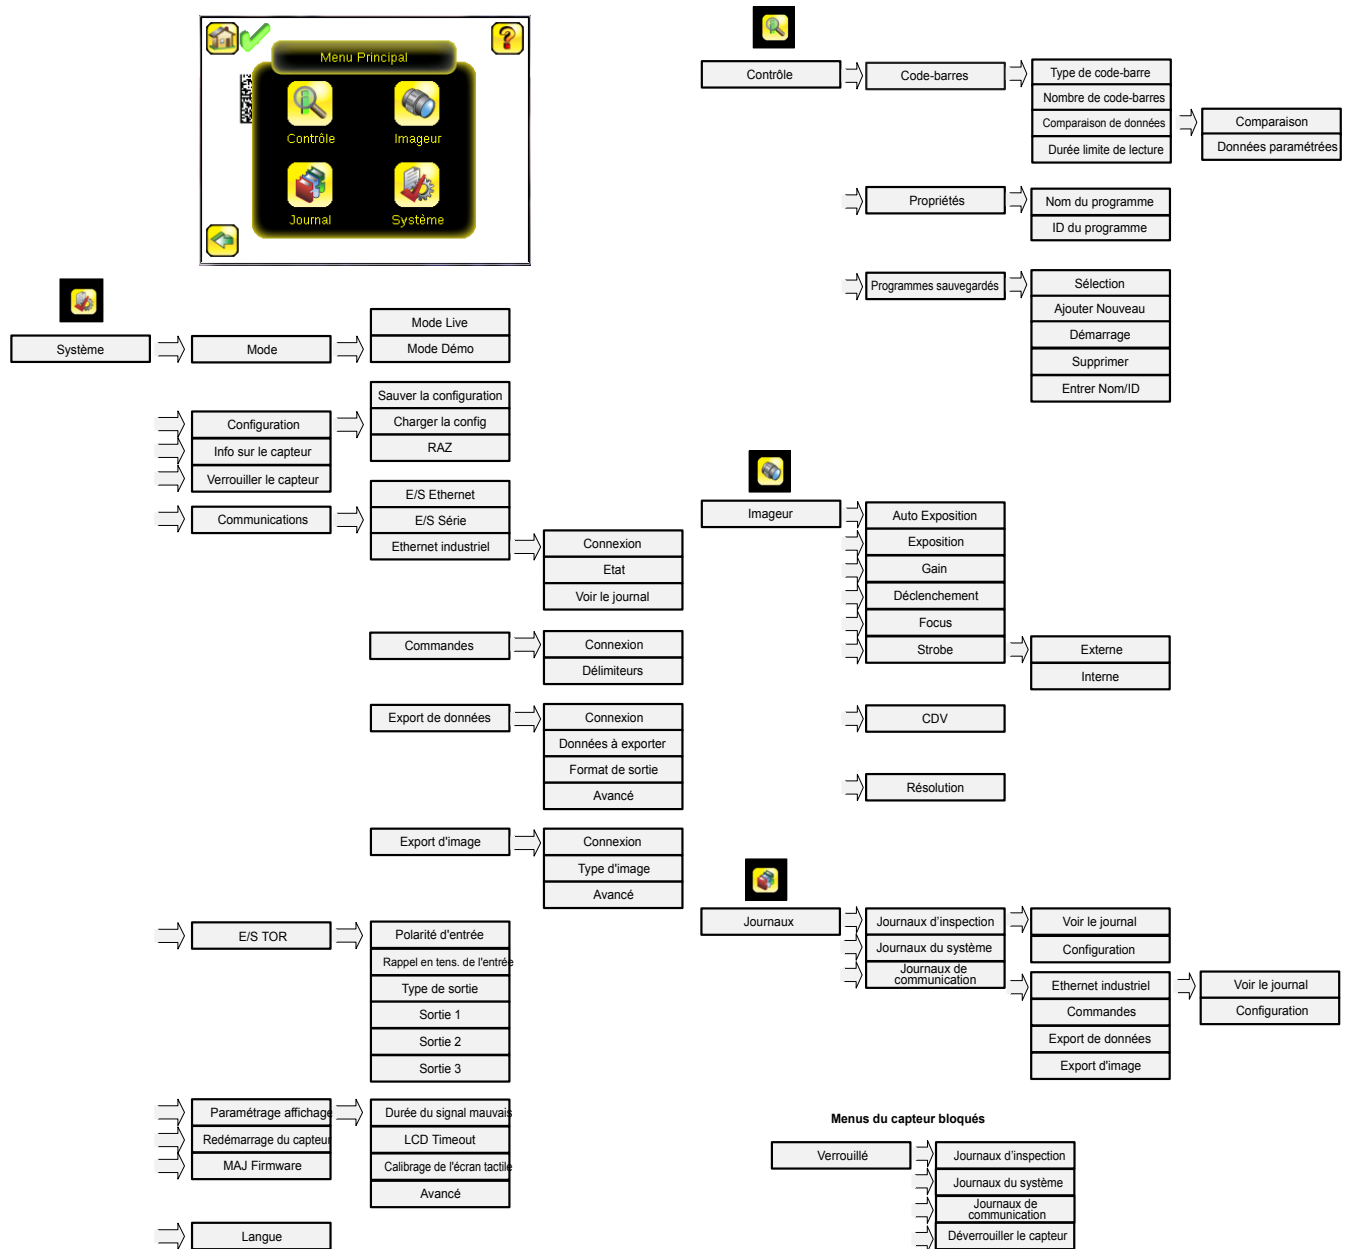 Menu Principal
Contrôle
Imageur
Journal
Système
Système
Mode
Mode Live
Mode Démo
Configuration
Info sur le capteur
Verrouiller le capteur
Sauver la configuration
Charger la config
RAZ
Communications
E/S Ethernet
E/S Série
Ethernet industriel
Connexion
Etat
Voir le journal
Commandes
Connexion
Délimiteurs
Export de données
Connexion
Données à exporter
Format de sortie
Avancé
Export d'image
Connexion
Type d'image
Avancé
E/S TOR
Polarité d'entrée
Rappel en tens. de l'entrée
Type de sortie
Sortie 1
Sortie 2
Sortie 3
Paramétrage affichage
Redémarrage du capteur
MAJ Firmware
Durée du signal mauvais
LCD Timeout
Calibrage de l'écran tactile
Avancé
Langue
Contrôle
Code-barres
Type de code-barre
Nombre de code-barres
Comparaison de données
Durée limite de lecture
Comparaison
Données paramétrées
Propriétés
Nom du programme
ID du programme
Programmes sauvegardés
Sélection
Ajouter Nouveau
Démarrage
Supprimer
Entrer Nom/ID
Imageur
Auto Exposition
Exposition
Gain
Déclenchement
Focus
Strobe
Externe
Interne
CDV
Résolution
Journaux
Journaux d'inspection
Journaux du système
Journaux de
communication
Voir le journal
Configuration
Ethernet industriel
Commandes
Export de données
Export d'image
Voir le journal
Configuration
Menus du capteur bloqués
Verrouillé
Journaux d'inspection
Journaux du système
Journaux de
communication
Déverrouiller le capteur